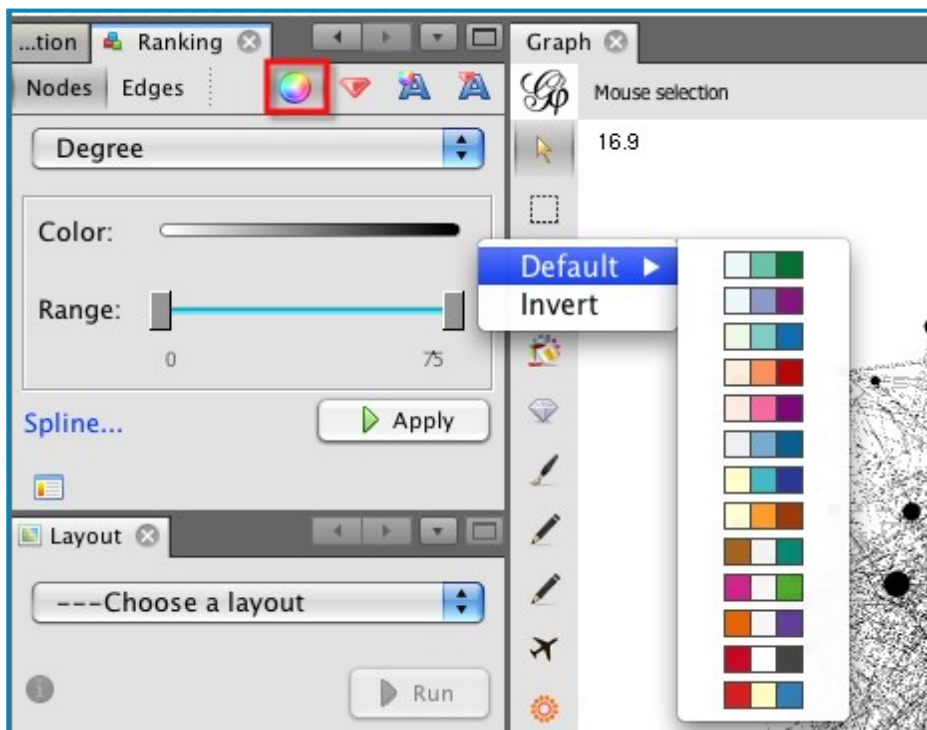 ...tion Ranking
Nodes Edges
Degree
Color:
Range:
0 75
Spline...
Apply
Layout
---Choose a layout
Run
Graph
Mouse selection
16.9
Default
Invert